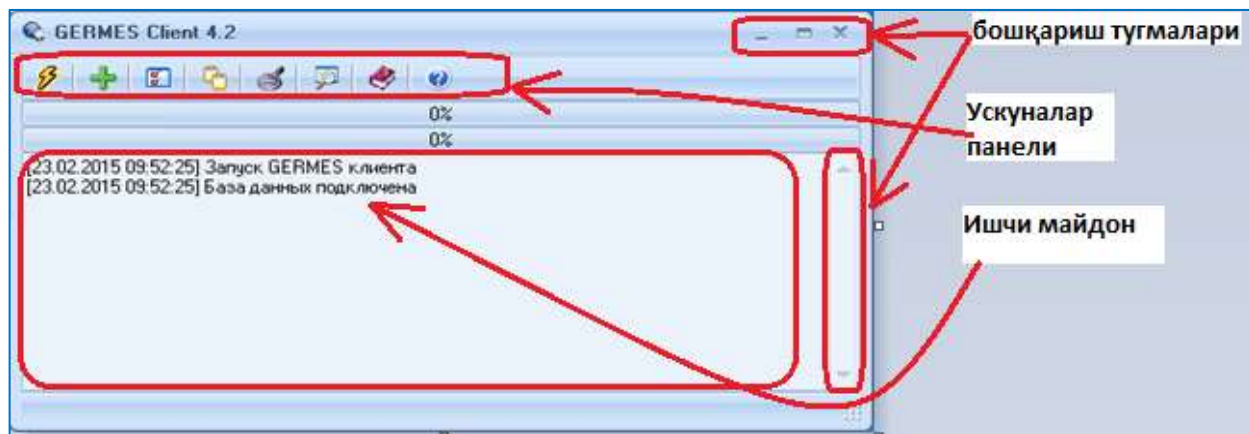 GERMES Client 4.2
бошқариш тугмалари
0%
Ускуналар
панели
0%
[23.02.2015 09:52:25] Запуск GERMES клиента
[23.02.2015 09:52:25] База данных подключена
Ишчи майдон